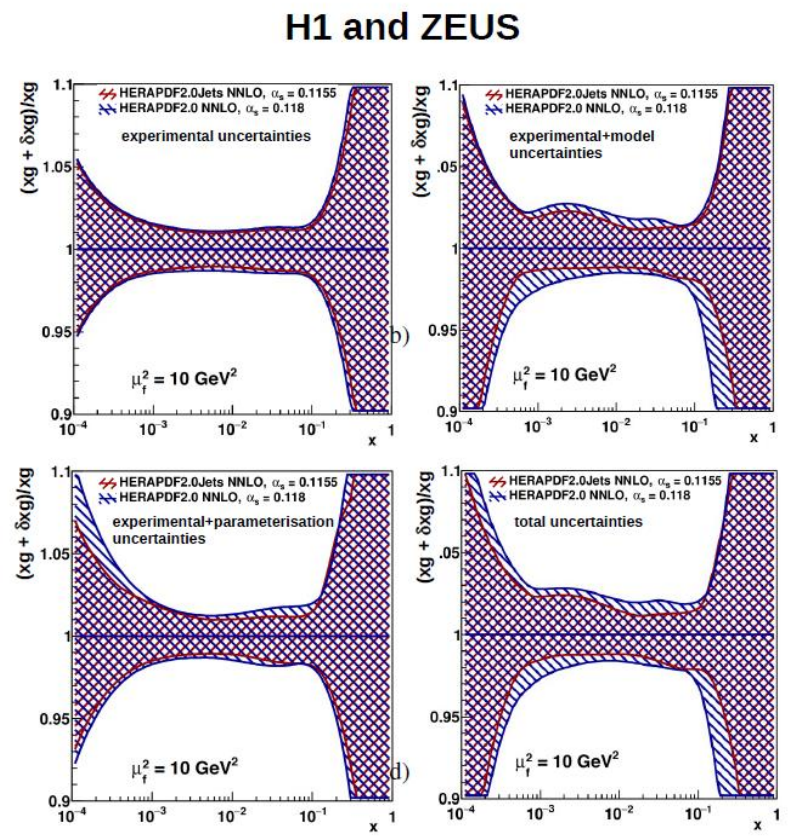 H1 and ZEUS
(xg + δxg)/xg
1.1
1.05
1
0.95
0.9
HERAPDF2.0Jets NNLO, αs = 0.1155
HERAPDF2.0 NNLO, αs = 0.118
experimental uncertainties
μf² = 10 GeV²
10⁻⁴ 10⁻³ 10⁻² 10⁻¹ 1
x
b)
(xg + δxg)/xg
1.1
.05
1
0.95
0.9
HERAPDF2.0Jets NNLO, αs = 0.1155
HERAPDF2.0 NNLO, αs = 0.118
experimental+model
uncertainties
μf² = 10 GeV²
10⁻⁴ 10⁻³ 10⁻² 10⁻¹ 1
x
(xg + δxg)/xg
1.1
1.05
1
0.95
0.9
HERAPDF2.0Jets NNLO, αs = 0.1155
HERAPDF2.0 NNLO, αs = 0.118
experimental+parameterisation
uncertainties
μf² = 10 GeV²
10⁻⁴ 10⁻³ 10⁻² 10⁻¹ 1
x
d)
(xg + δxg)/xg
1.1
.05
1
0.95
0.9
HERAPDF2.0Jets NNLO, αs = 0.1155
HERAPDF2.0 NNLO, αs = 0.118
total uncertainties
μf² = 10 GeV²
10⁻⁴ 10⁻³ 10⁻² 10⁻¹ 1
x